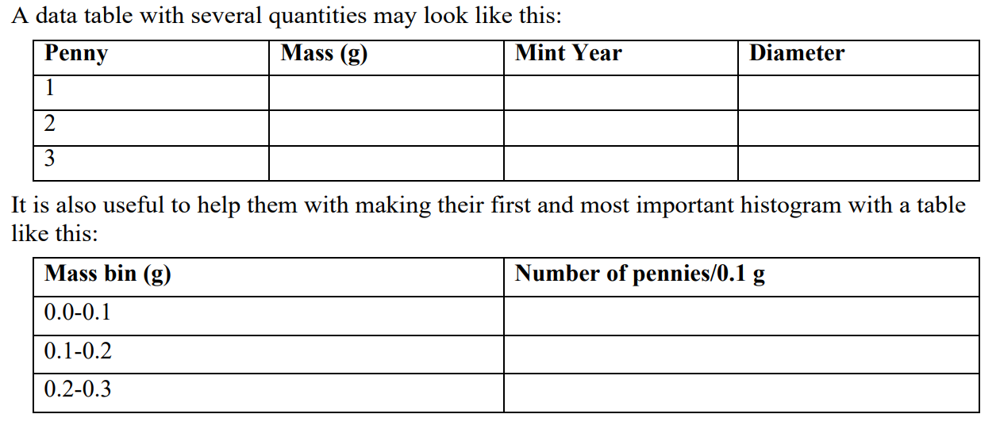 A data table with several quantities may look like this:
Penny Mass (g) Mint Year Diameter
1
2
3
It is also useful to help them with making their first and most important histogram with a table
like this:
Mass bin (g) Number of pennies/0.1 g
0.0-0.1
0.1-0.2
0.2-0.3